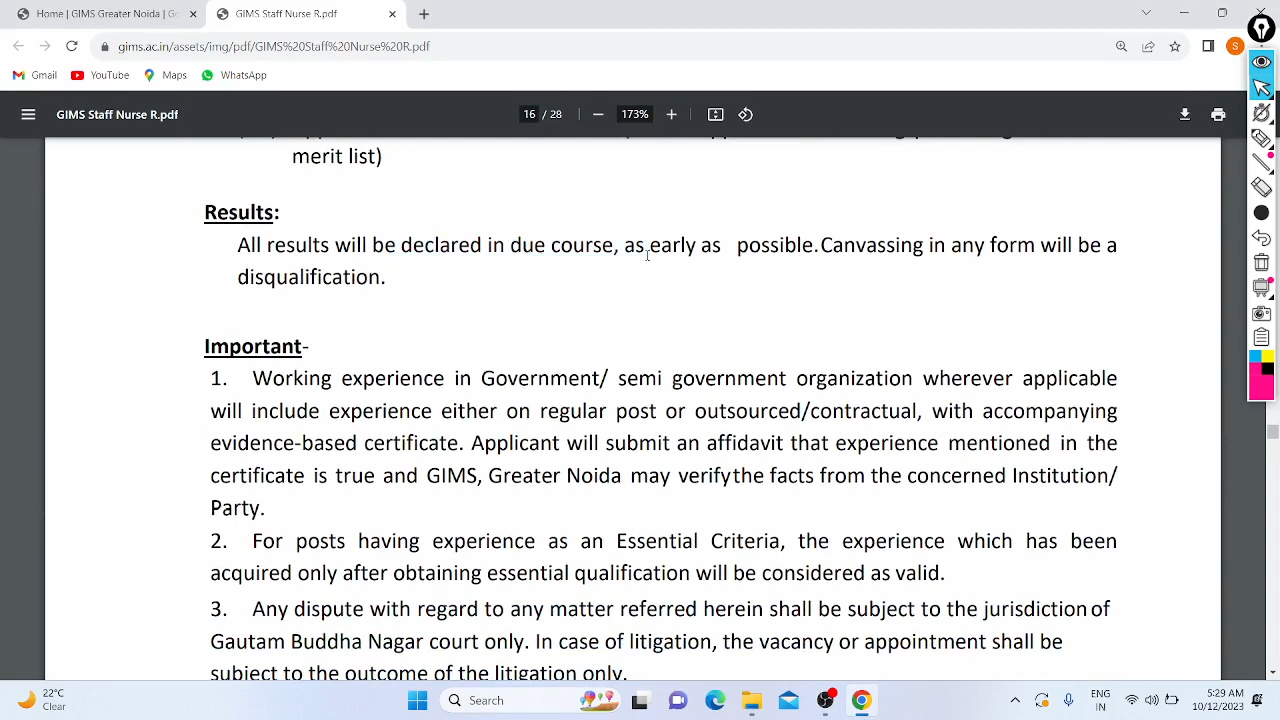 Home | GIMS Greater Noida | Go
GIMS Staff Nurse R.pdf
gims.ac.in/assets/img/pdf/GIMS%20Staff%20Nurse%20R.pdf
S
Gmail YouTube Maps WhatsApp
GIMS Staff Nurse R.pdf
16 / 28
173%
merit list)
Results:
All results will be declared in due course, as early as possible.Canvassing in any form will be a
disqualification.
Important-
1. Working experience in Government/ semi government organization wherever applicable
will include experience either on regular post or outsourced/contractual, with accompanying
evidence-based certificate. Applicant will submit an affidavit that experience mentioned in the
certificate is true and GIMS, Greater Noida may verifythe facts from the concerned Institution/
Party.
2. For posts having experience as an Essential Criteria, the experience which has been
acquired only after obtaining essential qualification will be considered as valid.
3. Any dispute with regard to any matter referred herein shall be subject to the jurisdiction of
Gautam Buddha Nagar court only. In case of litigation, the vacancy or appointment shall be
subject to the outcome of the litigation only.
22°C
Clear
Search
ENG
IN
5:29 AM
10/12/2023